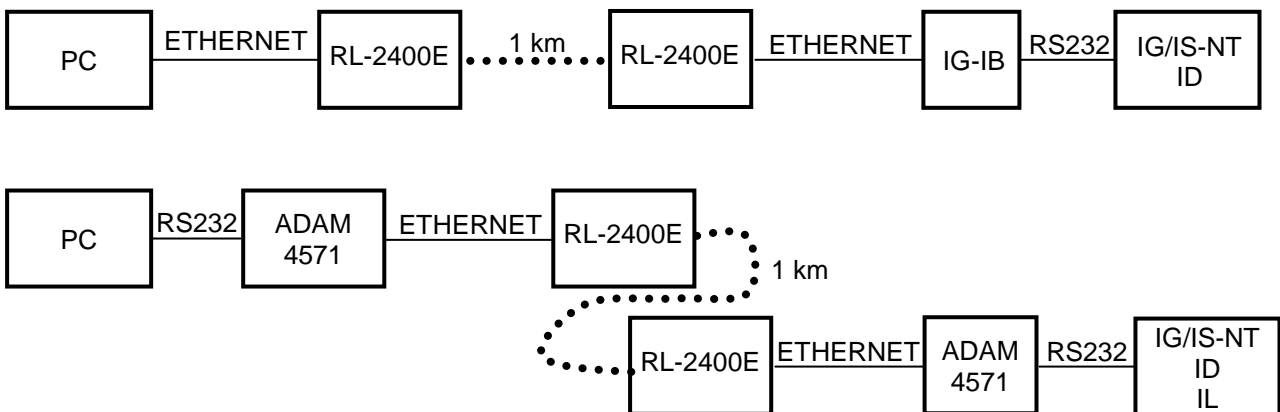 PC
ETHERNET
RL-2400E
1 km
RL-2400E
ETHERNET
IG-IB
RS232
IG/IS-NT
ID
PC
RS232
ADAM
4571
ETHERNET
RL-2400E
1 km
RL-2400E
ETHERNET
ADAM
4571
RS232
IG/IS-NT
ID
IL